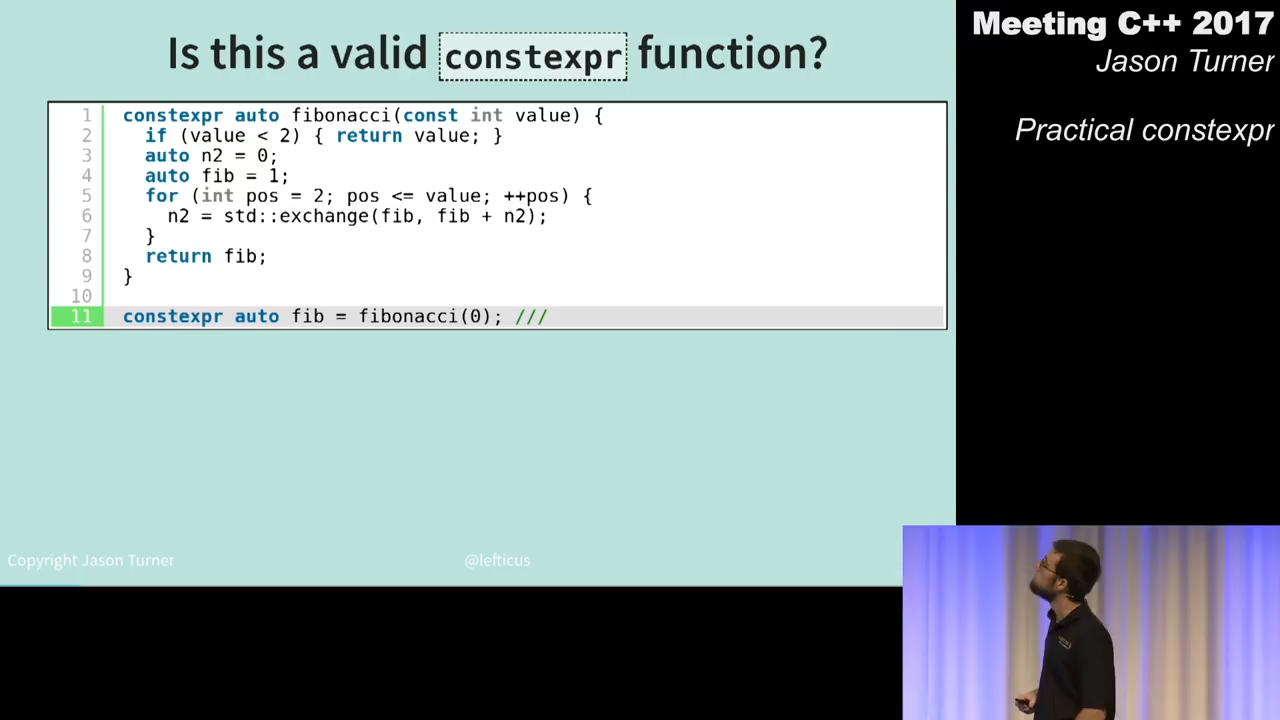 Is this a valid constexpr function?
1 constexpr auto fibonacci(const int value) {
2 if (value < 2) { return value; }
3 auto n2 = 0;
4 auto fib = 1;
5 for (int pos = 2; pos <= value; ++pos) {
6 n2 = std::exchange(fib, fib + n2);
7 }
8 return fib;
9 }
10
11 constexpr auto fib = fibonacci(0); ///
Copyright Jason Turner @lefticus
Meeting C++ 2017
Jason Turner
Practical constexpr